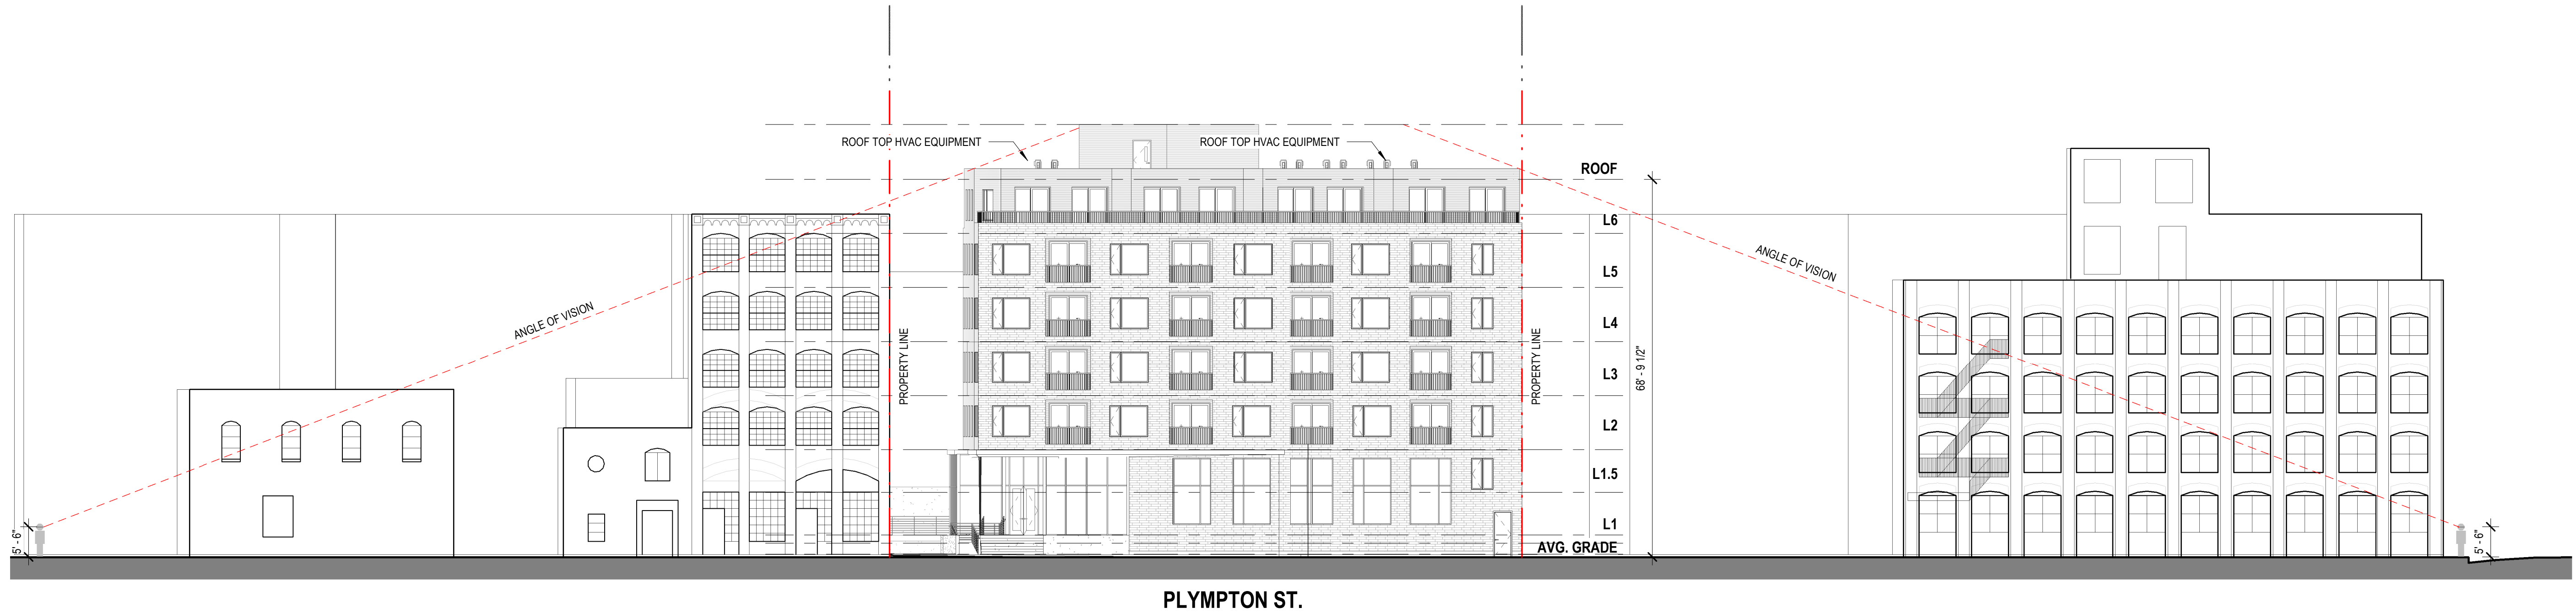 ROOF TOP HVAC EQUIPMENT
ROOF TOP HVAC EQUIPMENT
ROOF
L6
ANGLE OF VISION
L5
ANGLE OF VISION
L4
PROPERTY LINE
PROPERTY LINE
68' - 9 1/2"
L3
L2
L1.5
L1
5' - 6"
AVG. GRADE
5' - 6"
PLYMPTON ST.